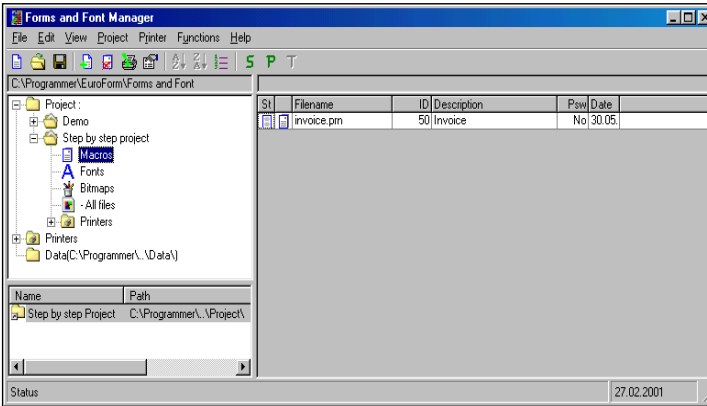 Forms and Font Manager
File Edit View Project Printer Functions Help
S P T
C:\Programmer\EuroForm\Forms and Font
Project :
Demo
Step by step project
Macros
Fonts
Bitmaps
- All files
Printers
Printers
Data(C:\Programmer\..\Data\)
St Filename ID Description Psw Date
invoice.prn 50 Invoice No 30.05.
Name Path
Step by step Project C:\Programmer\..\Project\
Status 27.02.2001